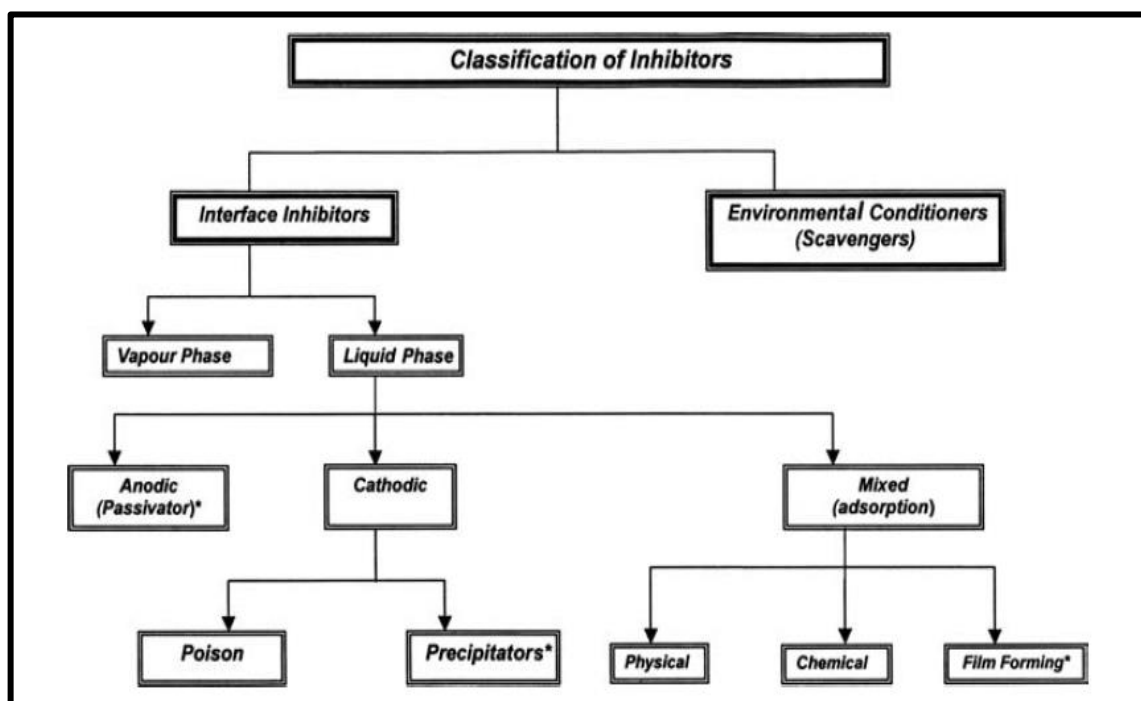 Classification of Inhibitors
Interface Inhibitors
Environmental Conditioners
(Scavengers)
Vapour Phase
Liquid Phase
Anodic
(Passivator)*
Cathodic
Mixed
(adsorption)
Poison
Precipitators*
Physical
Chemical
Film Forming*